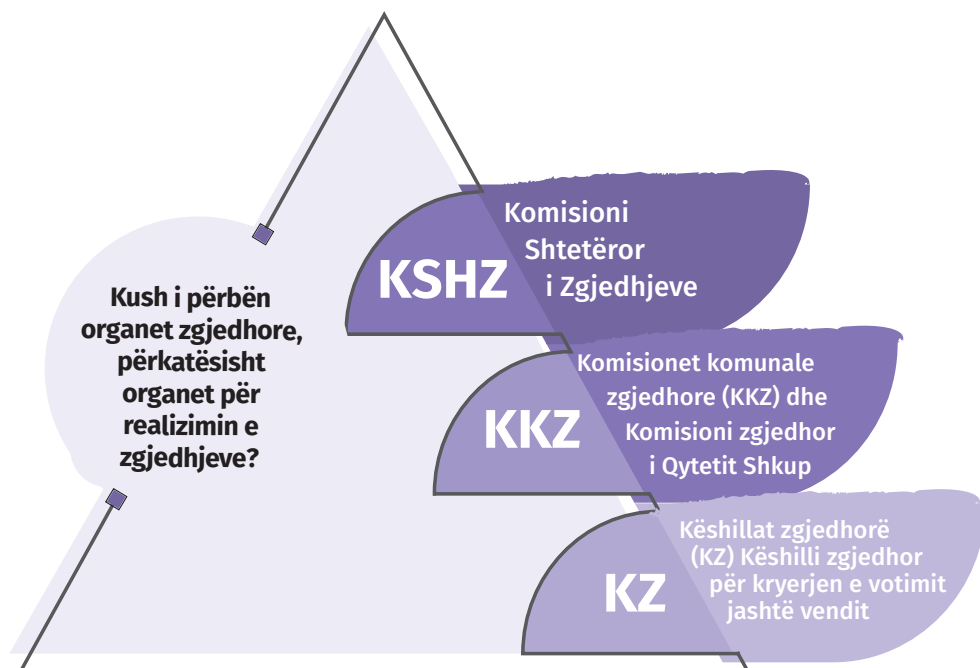 Kush i përbën
organet zgjedhore,
përkatësisht
organet për
realizimin e
zgjedhjeve?
KSHZ
Komisioni
Shtetëror
i Zgjedhjeve
KKZ
Komisionet komunale
zgjedhore (KKZ) dhe
Komisioni zgjedhor
i Qytetit Shkup
KZ
Këshillat zgjedhorë
(KZ) Këshilli zgjedhor
për kryerjen e votimit
jashtë vendit